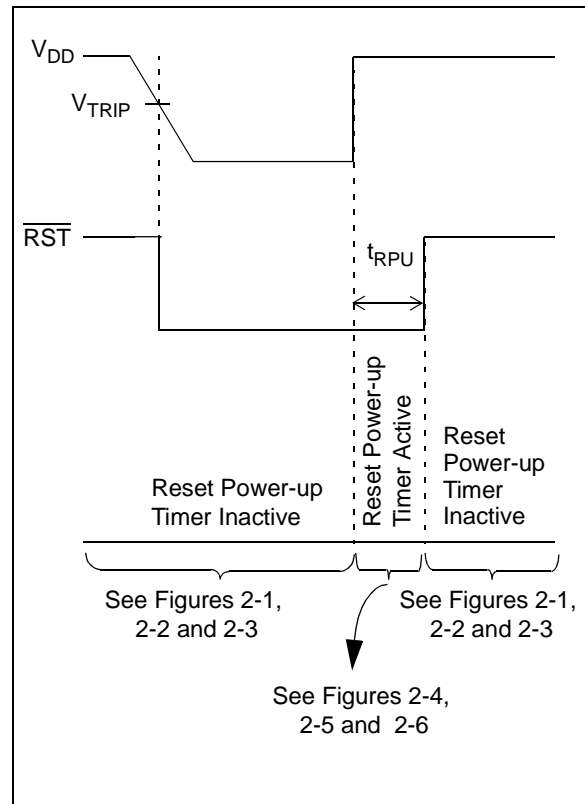 VDD
VTRIP
RST
tRPU
Reset Power-up
Timer Inactive
Reset Power-up
Timer Active
Reset
Power-up
Timer
Inactive
See Figures 2-1,
2-2 and 2-3
See Figures 2-1,
2-2 and 2-3
See Figures 2-4,
2-5 and 2-6